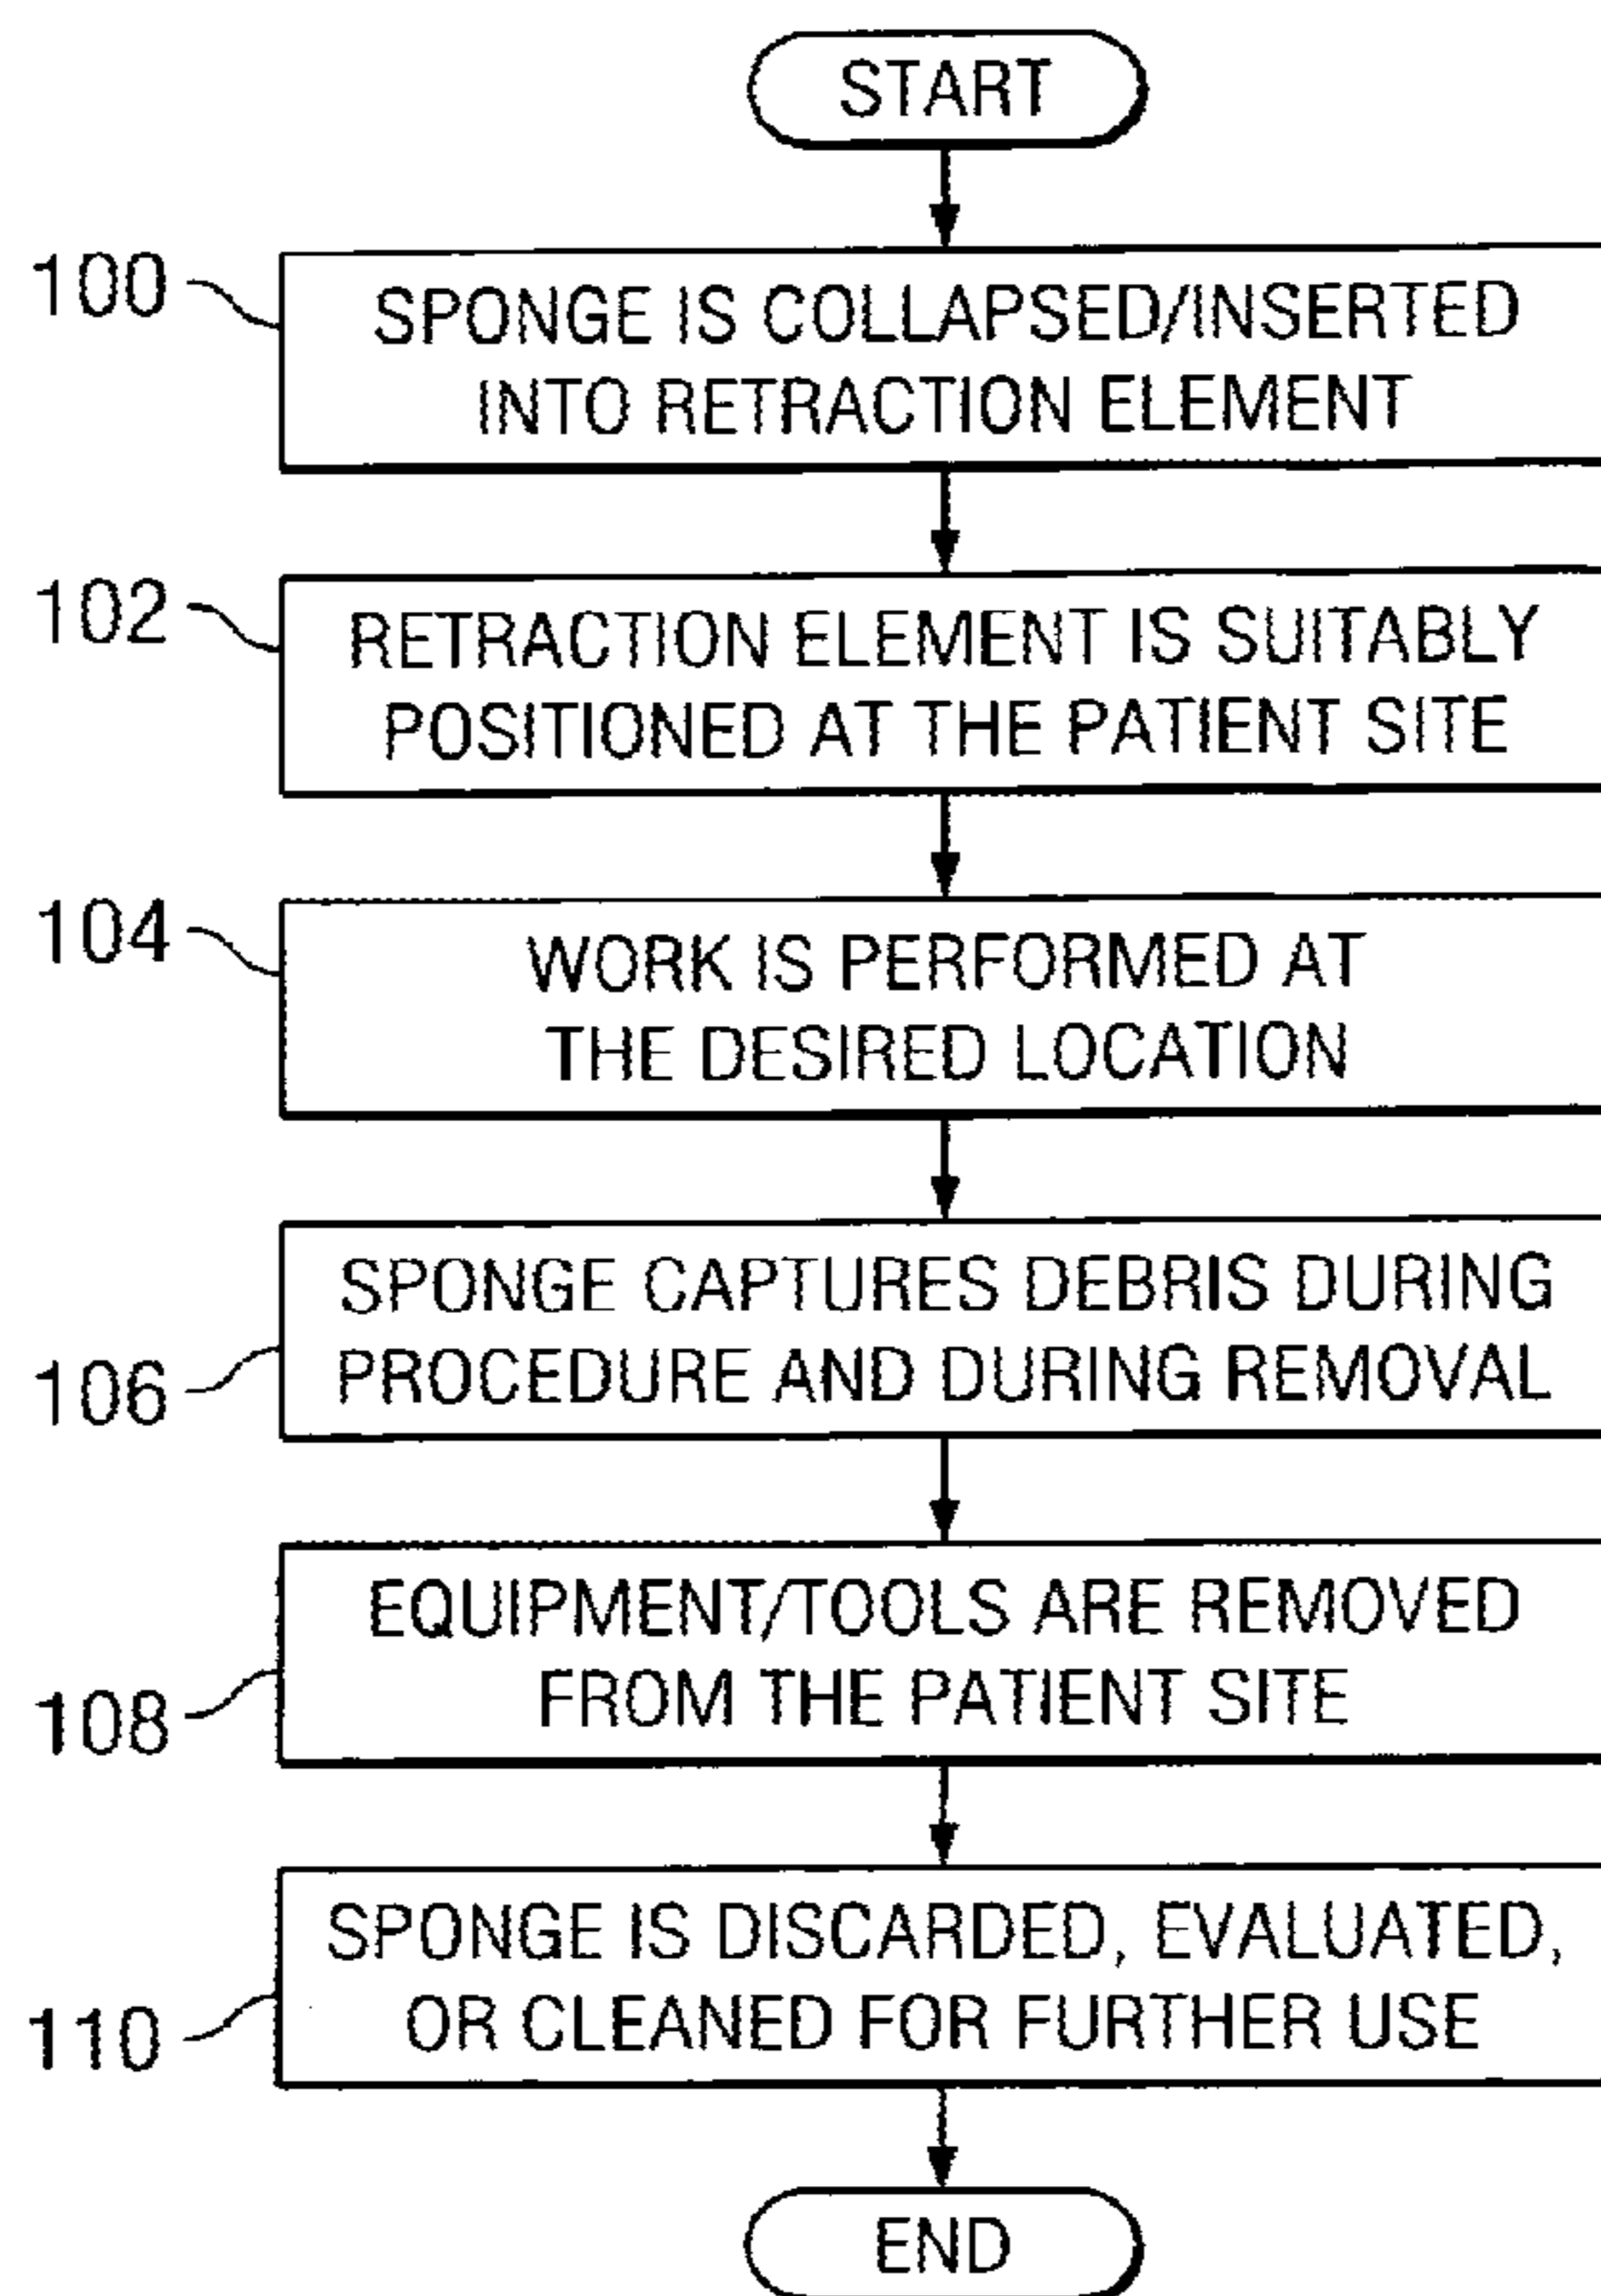 START
100
SPONGE IS COLLAPSED/INSERTED
INTO RETRACTION ELEMENT
102
RETRACTION ELEMENT IS SUITABLY
POSITIONED AT THE PATIENT SITE
104
WORK IS PERFORMED AT
THE DESIRED LOCATION
SPONGE CAPTURES DEBRIS DURING
PROCEDURE AND DURING REMOVAL
106
EQUIPMENT/TOOLS ARE REMOVED
FROM THE PATIENT SITE
108
SPONGE IS DISCARDED, EVALUATED,
OR CLEANED FOR FURTHER USE
110
END